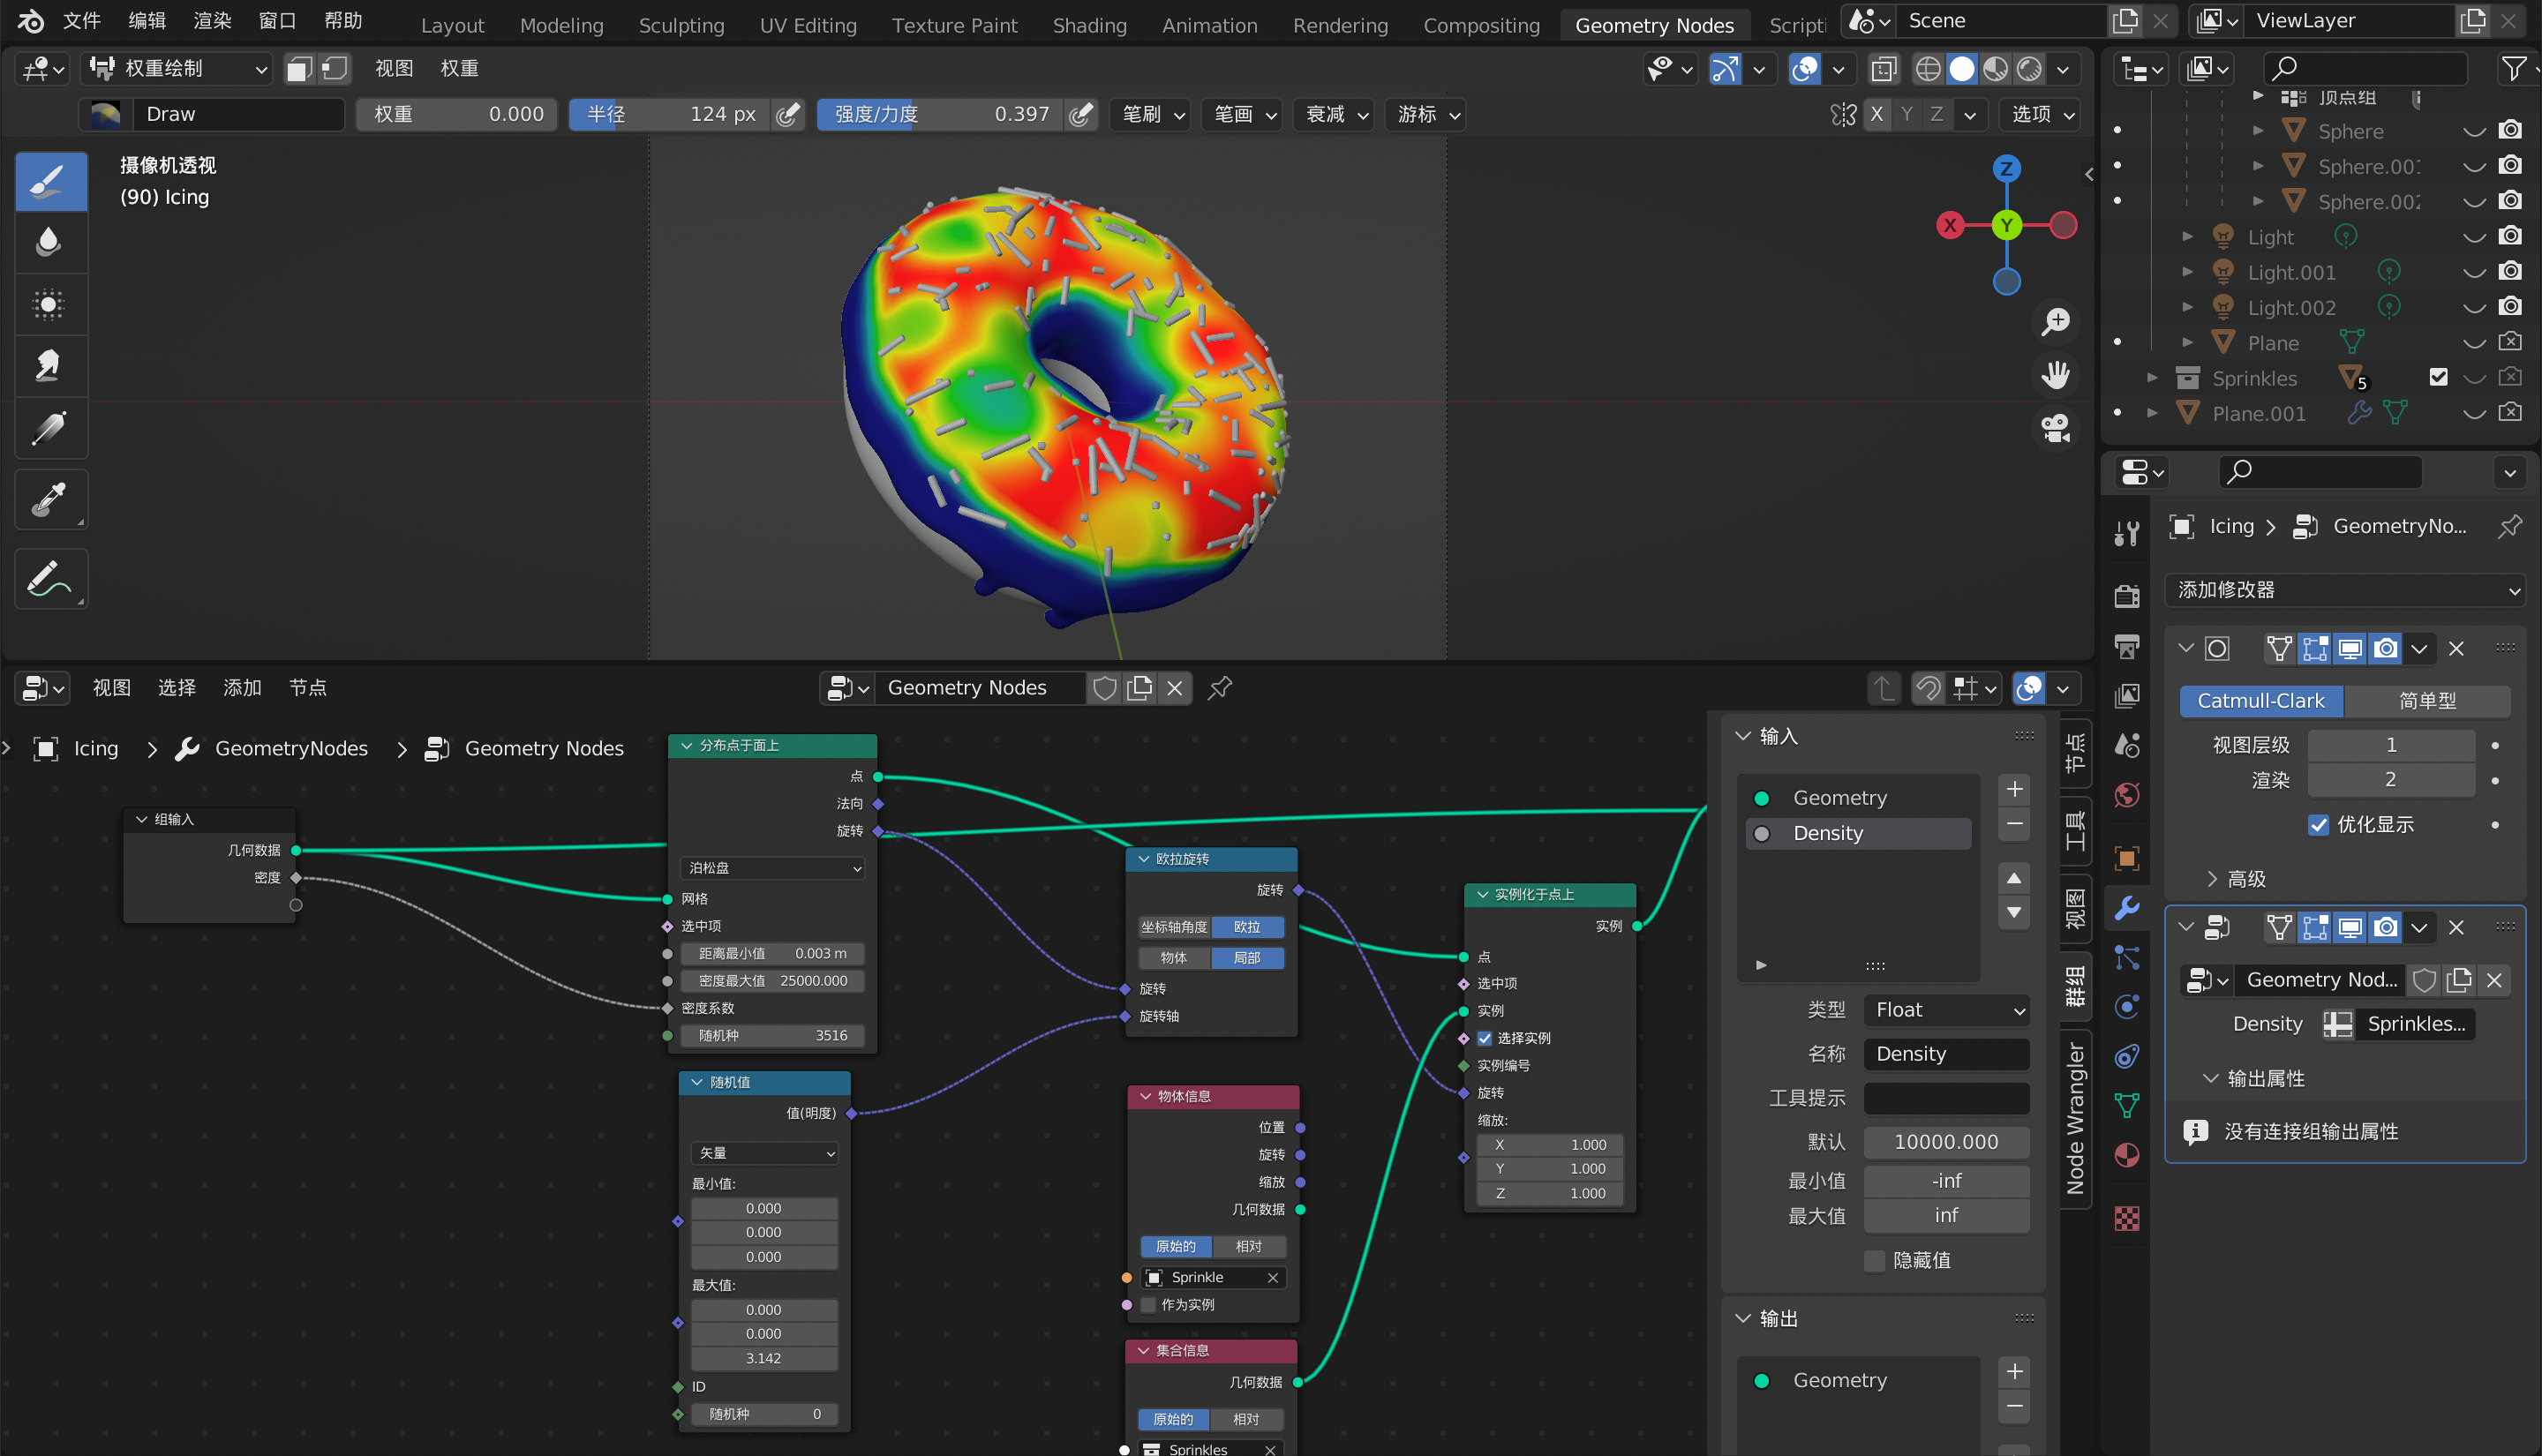 文件 编辑 渲染 窗口 帮助 Layout Modeling Sculpting UV Editing Texture Paint Shading Animation Rendering Compositing Geometry Nodes Scripti Scene ViewLayer
权重绘制 视图 权重
Draw 权重 0.000 半径 124 px 强度/力度 0.397 笔刷 笔画 衰减 游标 X Y Z 选项
摄像机透视
(90) Icing
Z
X Y
顶点组
Sphere
Sphere.001
Sphere.002
Light
Light.001
Light.002
Plane
Sprinkles 5
Plane.001
Icing GeometryNo...
添加修改器
Catmull-Clark 简单型
视图层级 1
渲染 2
优化显示
高级
Geometry Nod...
Density Sprinkles...
输出属性
没有连接组输出属性
视图 选择 添加 节点 Geometry Nodes
Icing GeometryNodes Geometry Nodes
组输入
几何数据
密度
分布点于面上
点
法向
旋转
泊松盘
网格
选中项
距离最小值 0.003 m
密度最大值 25000.000
密度系数
随机种 3516
随机值
值(明度)
矢量
最小值:
0.000
0.000
0.000
最大值:
0.000
0.000
3.142
ID
随机种 0
欧拉旋转
旋转
坐标轴角度 欧拉
物体 局部
旋转
旋转轴
物体信息
位置
旋转
缩放
几何数据
原始的 相对
Sprinkle
作为实例
集合信息
几何数据
原始的 相对
Sprinkles
实例化于点上
实例
点
选中项
实例
选择实例
实例编号
旋转
缩放:
X 1.000
Y 1.000
Z 1.000
输入
Geometry
Density
类型 Float
名称 Density
工具提示
默认 10000.000
最小值 -inf
最大值 inf
隐藏值
输出
Geometry
节点
工具
视图
群组
Node Wrangler